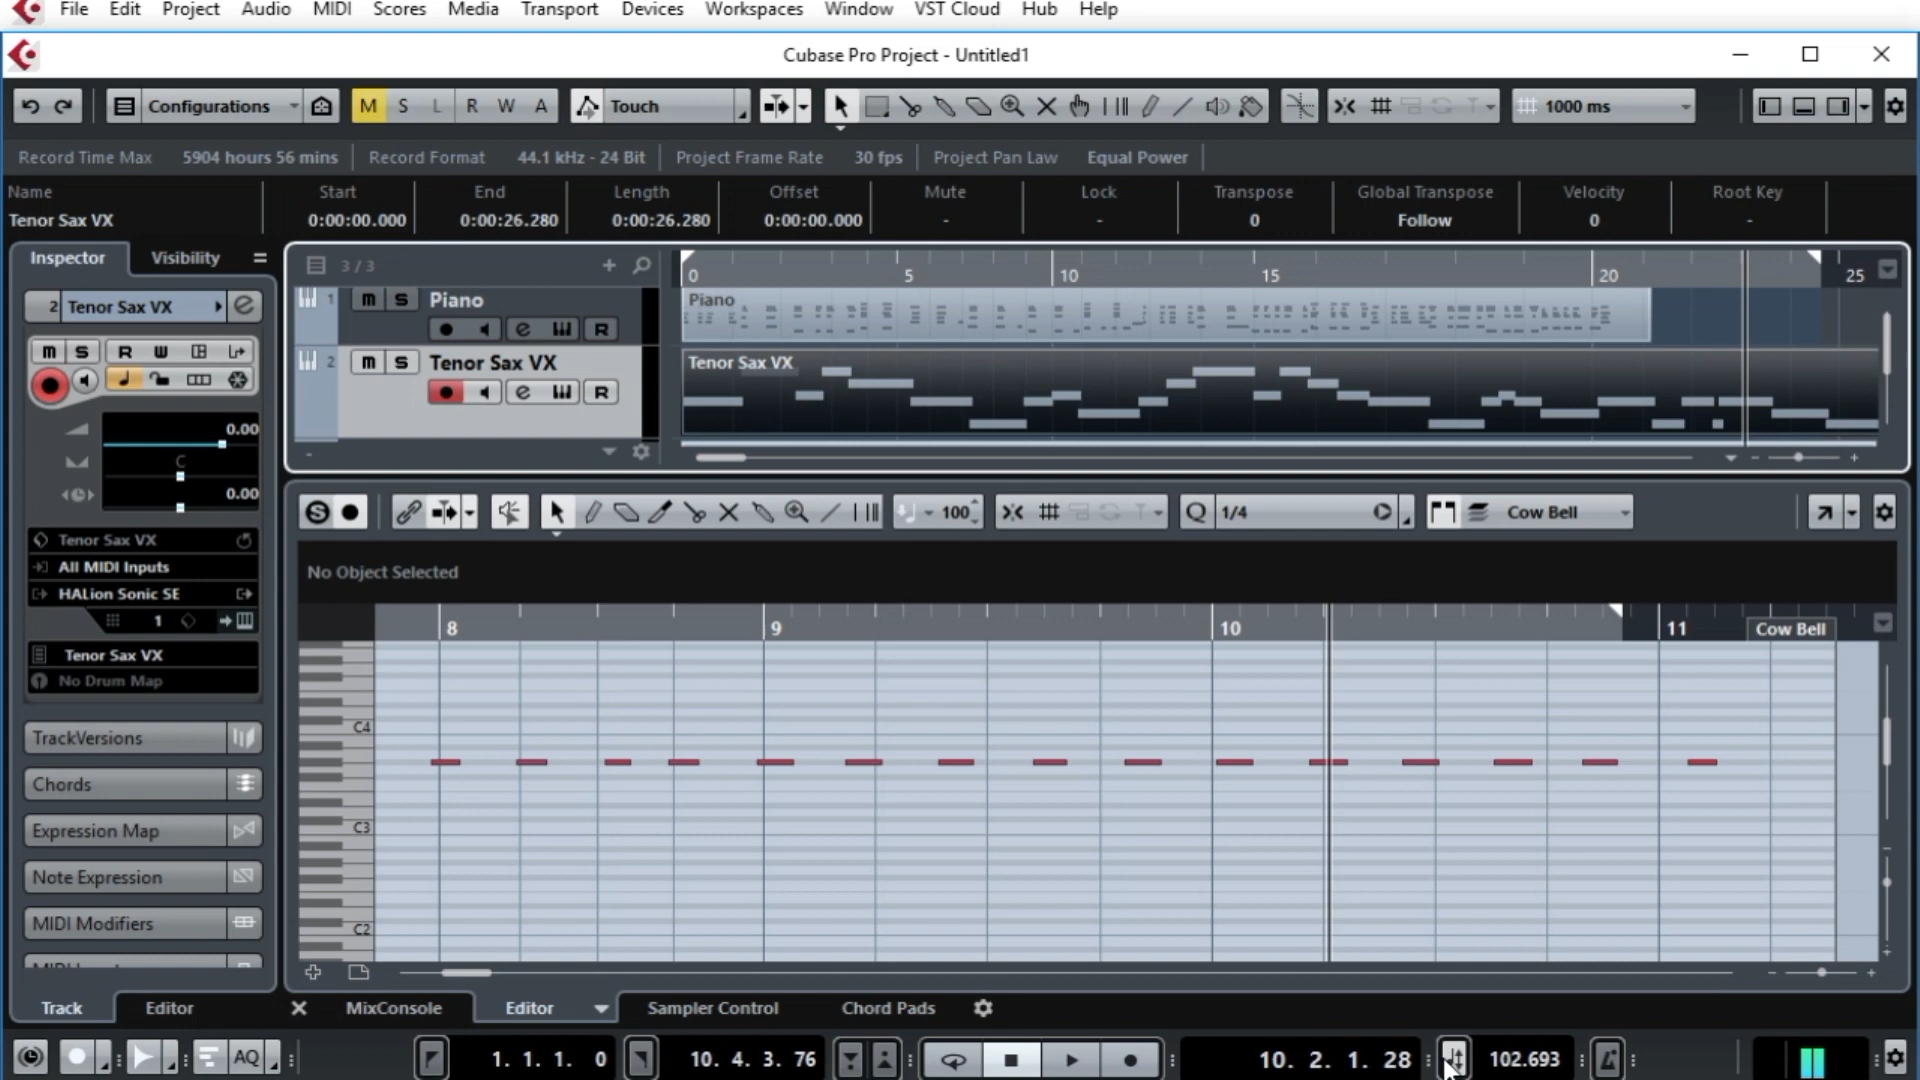 File Edit Project Audio MIDI Scores Media Transport Devices Workspaces Window VST Cloud Hub Help
Cubase Pro Project - Untitled1
Configurations M S L R W A Touch 1000 ms
Record Time Max 5904 hours 56 mins Record Format 44.1 kHz - 24 Bit Project Frame Rate 30 fps Project Pan Law Equal Power
Name Start End Length Offset Mute Lock Transpose Global Transpose Velocity Root Key
Tenor Sax VX 0:00:00.000 0:00:26.280 0:00:26.280 0:00:00.000 - - 0 Follow 0 -
Inspector Visibility
3 / 3
0 5 10 15 20 25
2 Tenor Sax VX
1 m S Piano
R
Piano
m S R W
2 m S Tenor Sax VX
R
Tenor Sax VX
0.00
C
0.00
100 Q 1/4 Cow Bell
Tenor Sax VX
All MIDI Inputs
HALion Sonic SE
1
Tenor Sax VX
No Drum Map
No Object Selected
8 9 10 11 Cow Bell
C4
C3
C2
TrackVersions
Chords
Expression Map
Note Expression
MIDI Modifiers
Track Editor MixConsole Editor Sampler Control Chord Pads
AQ 1. 1. 1. 0 10. 4. 3. 76 10. 2. 1. 28 102.693